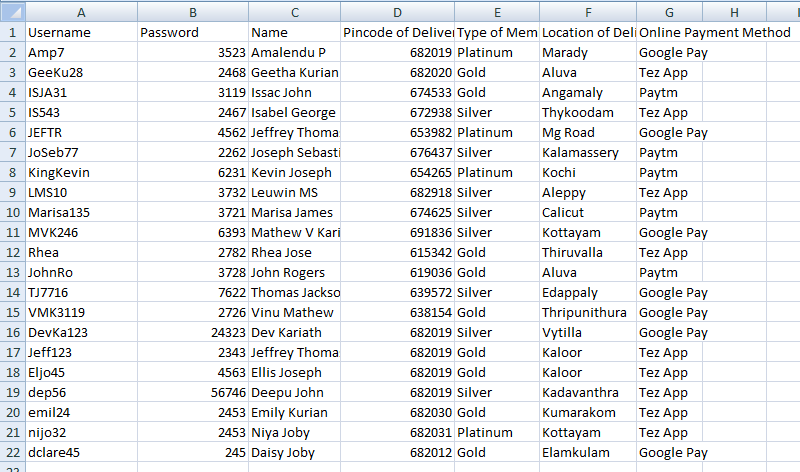 A B C D E F G H
1 Username Password Name Pincode of Deliver Type of Mem Location of Deli Online Payment Method
2 Amp7 3523 Amalendu P 682019 Platinum Marady Google Pay
3 GeeKu28 2468 Geetha Kurian 682020 Gold Aluva Tez App
4 ISJA31 3119 Issac John 674533 Gold Angamaly Paytm
5 IS543 2467 Isabel George 672938 Silver Thykoodam Tez App
6 JEFTR 4562 Jeffrey Thoma 653982 Platinum Mg Road Google Pay
7 JoSeb77 2262 Joseph Sebasti 676437 Silver Kalamassery Paytm
8 KingKevin 6231 Kevin Joseph 654265 Platinum Kochi Paytm
9 LMS10 3732 Leuwin MS 682918 Silver Aleppy Tez App
10 Marisa135 3721 Marisa James 674625 Silver Calicut Paytm
11 MVK246 6393 Mathew V Kari 691836 Silver Kottayam Google Pay
12 Rhea 2782 Rhea Jose 615342 Gold Thiruvalla Tez App
13 JohnRo 3728 John Rogers 619036 Gold Aluva Paytm
14 TJ7716 7622 Thomas Jackso 639572 Silver Edappaly Google Pay
15 VMK3119 2726 Vinu Mathew 638154 Gold Thripunithura Google Pay
16 DevKa123 24323 Dev Kariath 682019 Silver Vytilla Google Pay
17 Jeff123 2343 Jeffrey Thoma 682019 Gold Kaloor Tez App
18 Eljo45 4563 Ellis Joseph 682019 Gold Kaloor Tez App
19 dep56 56746 Deepu John 682019 Silver Kadavanthra Tez App
20 emil24 2453 Emily Kurian 682030 Gold Kumarakom Tez App
21 nijo32 2453 Niya Joby 682031 Platinum Kottayam Tez App
22 dclare45 245 Daisy Joby 682012 Gold Elamkulam Google Pay